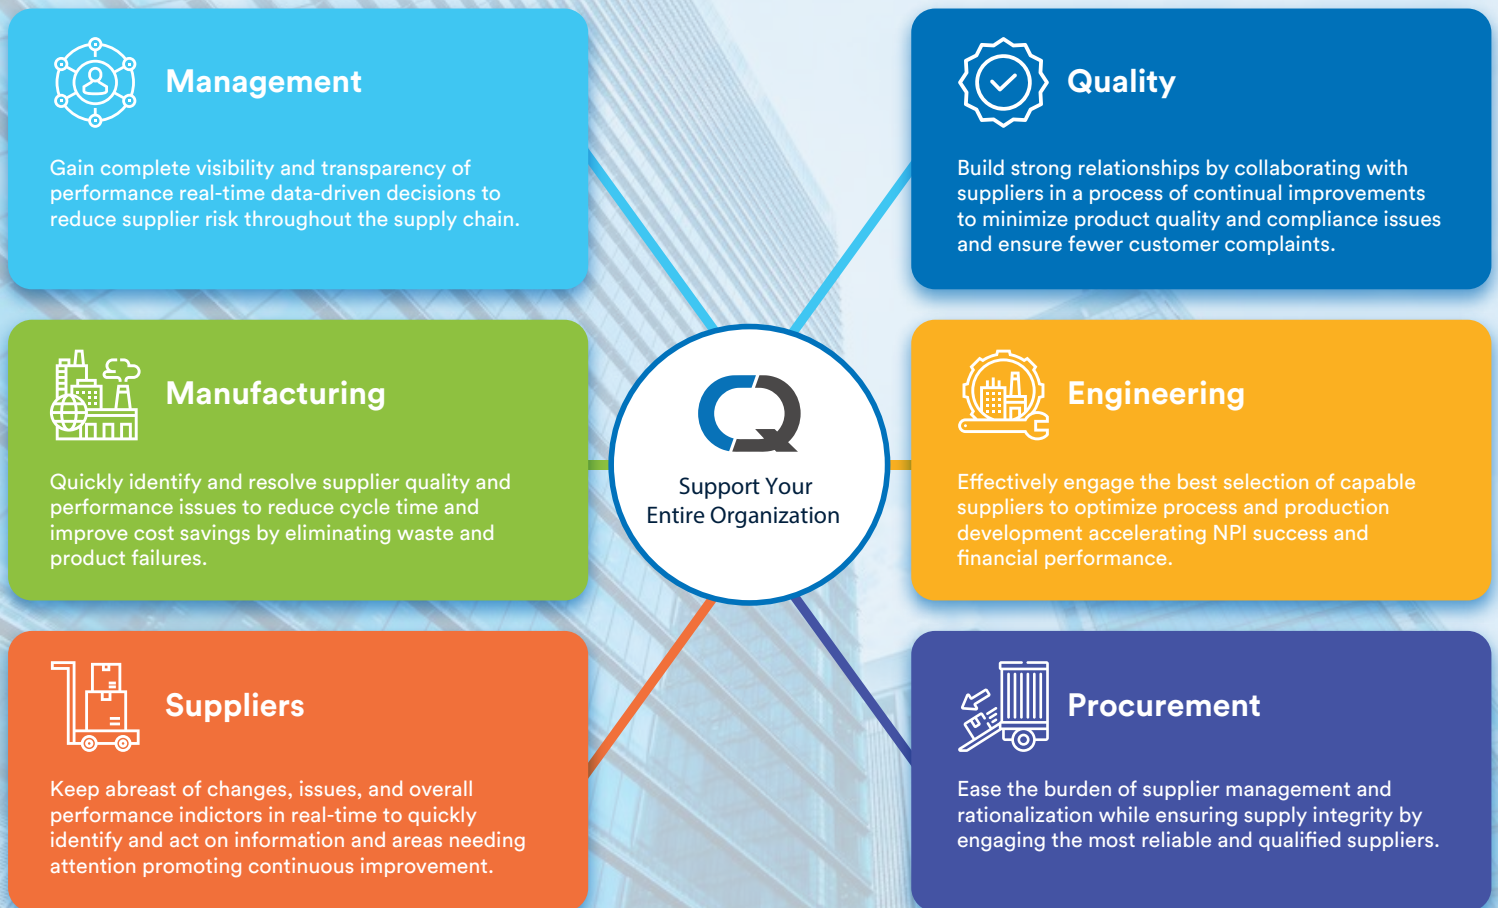 Management
Gain complete visibility and transparency of
performance real-time data-driven decisions to
reduce supplier risk throughout the supply chain.
Quality
Build strong relationships by collaborating with
suppliers in a process of continual improvements
to minimize product quality and compliance issues
and ensure fewer customer complaints.
Manufacturing
Quickly identify and resolve supplier quality and
performance issues to reduce cycle time and
improve cost savings by eliminating waste and
product failures.
CQ
Support Your
Entire Organization
Engineering
Effectively engage the best selection of capable
suppliers to optimize process and production
development accelerating NPI success and
financial performance.
Suppliers
Keep abreast of changes, issues, and overall
performance indictors in real-time to quickly
identify and act on information and areas needing
attention promoting continuous improvement.
Procurement
Ease the burden of supplier management and
rationalization while ensuring supply integrity by
engaging the most reliable and qualified suppliers.